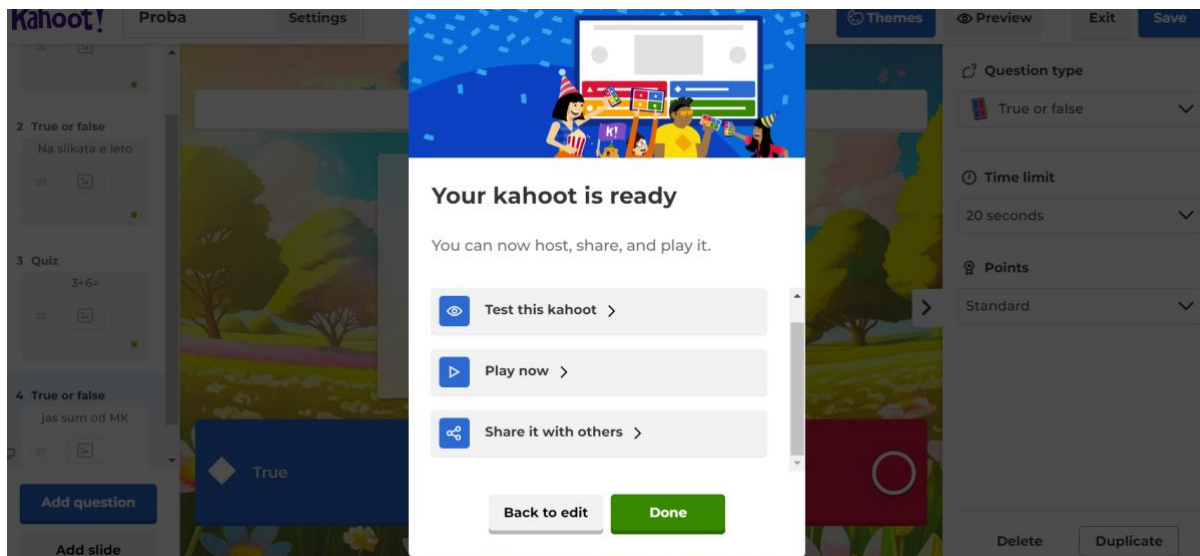 Kahoot!
Proba
Settings
Themes
Preview
Exit
Save
2 True or false
Na slikata e leto
20
3 Quiz
3+6=
20
4 True or false
jas sum od MK
20
Add question
Add slide
True
K!
Your kahoot is ready
You can now host, share, and play it.
Test this kahoot
Play now
Share it with others
Back to edit
Done
Question type
True or false
Time limit
20 seconds
Points
Standard
Delete
Duplicate